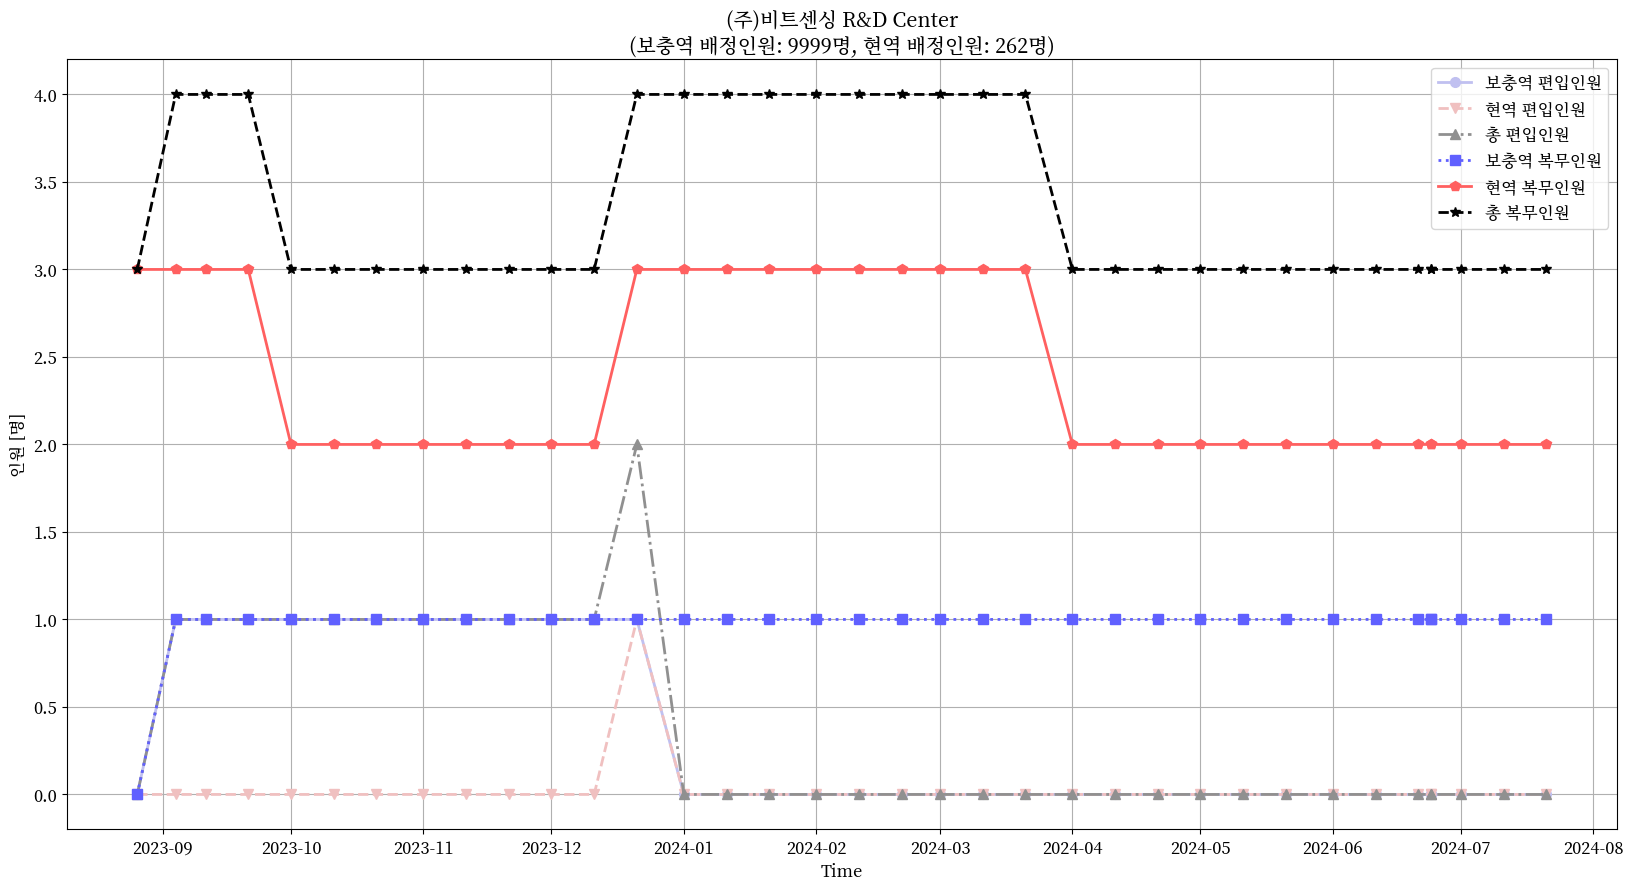 (주)비트센싱 R&D Center
(보충역 배정인원: 9999명, 현역 배정인원: 262명)
보충역 편입인원
현역 편입인원
총 편입인원
보충역 복무인원
현역 복무인원
총 복무인원
인원 [명]
4.0
3.5
3.0
2.5
2.0
1.5
1.0
0.5
0.0
2023-09 2023-10 2023-11 2023-12 2024-01 2024-02 2024-03 2024-04 2024-05 2024-06 2024-07 2024-08
Time